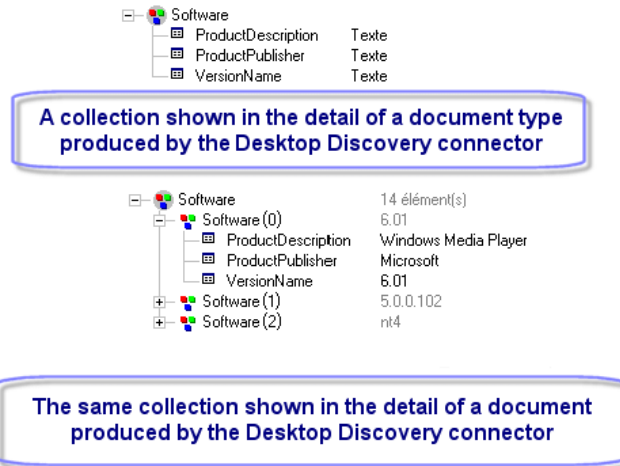 Software
ProductDescription Texte
ProductPublisher Texte
VersionName Texte
A collection shown in the detail of a document type
produced by the Desktop Discovery connector
Software 14 élément(s)
Software (0) 6.01
ProductDescription Windows Media Player
ProductPublisher Microsoft
VersionName 6.01
Software (1) 5.0.0.102
Software (2) nt4
The same collection shown in the detail of a document
produced by the Desktop Discovery connector